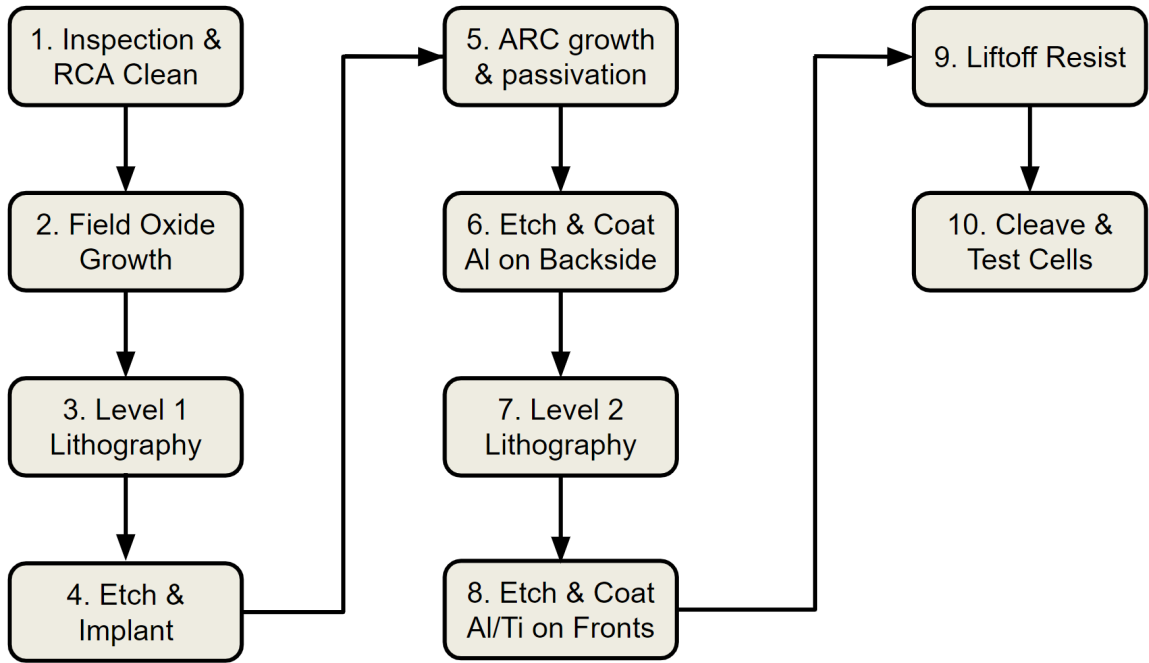 1. Inspection &
RCA Clean
2. Field Oxide
Growth
3. Level 1
Lithography
4. Etch &
Implant
5. ARC growth
& passivation
6. Etch & Coat
Al on Backside
7. Level 2
Lithography
8. Etch & Coat
Al/Ti on Fronts
9. Liftoff Resist
10. Cleave &
Test Cells